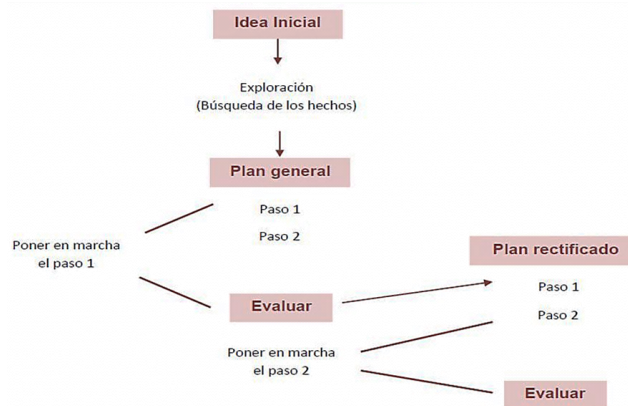 Idea Inicial
Exploración
(Búsqueda de los hechos)
Plan general
Paso 1
Paso 2
Poner en marcha
el paso 1
Plan rectificado
Paso 1
Paso 2
Evaluar
Poner en marcha
el paso 2
Evaluar